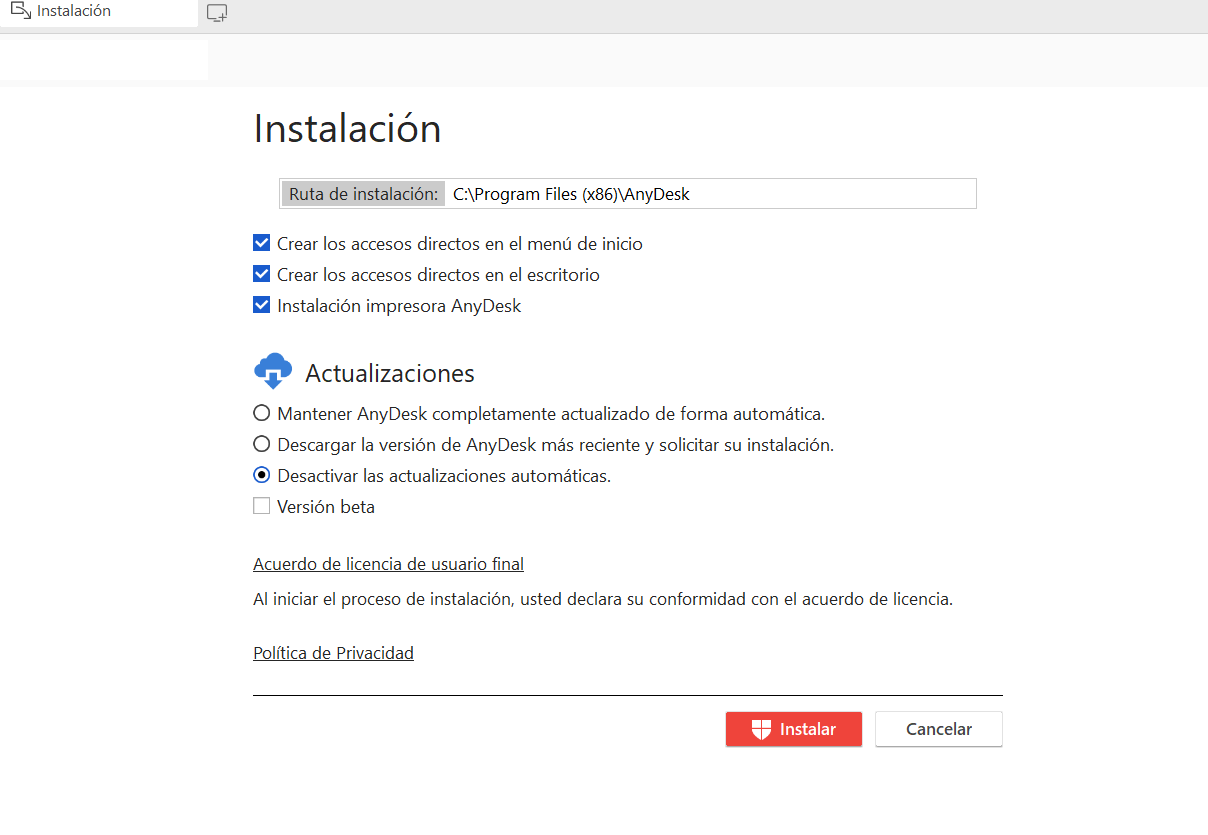 Instalación
Instalación
Ruta de instalación: C:\Program Files (x86)\AnyDesk
Crear los accesos directos en el menú de inicio
Crear los accesos directos en el escritorio
Instalación impresora AnyDesk
Actualizaciones
Mantener AnyDesk completamente actualizado de forma automática.
Descargar la versión de AnyDesk más reciente y solicitar su instalación.
Desactivar las actualizaciones automáticas.
Versión beta
Acuerdo de licencia de usuario final
Al iniciar el proceso de instalación, usted declara su conformidad con el acuerdo de licencia.
Política de Privacidad
Instalar Cancelar